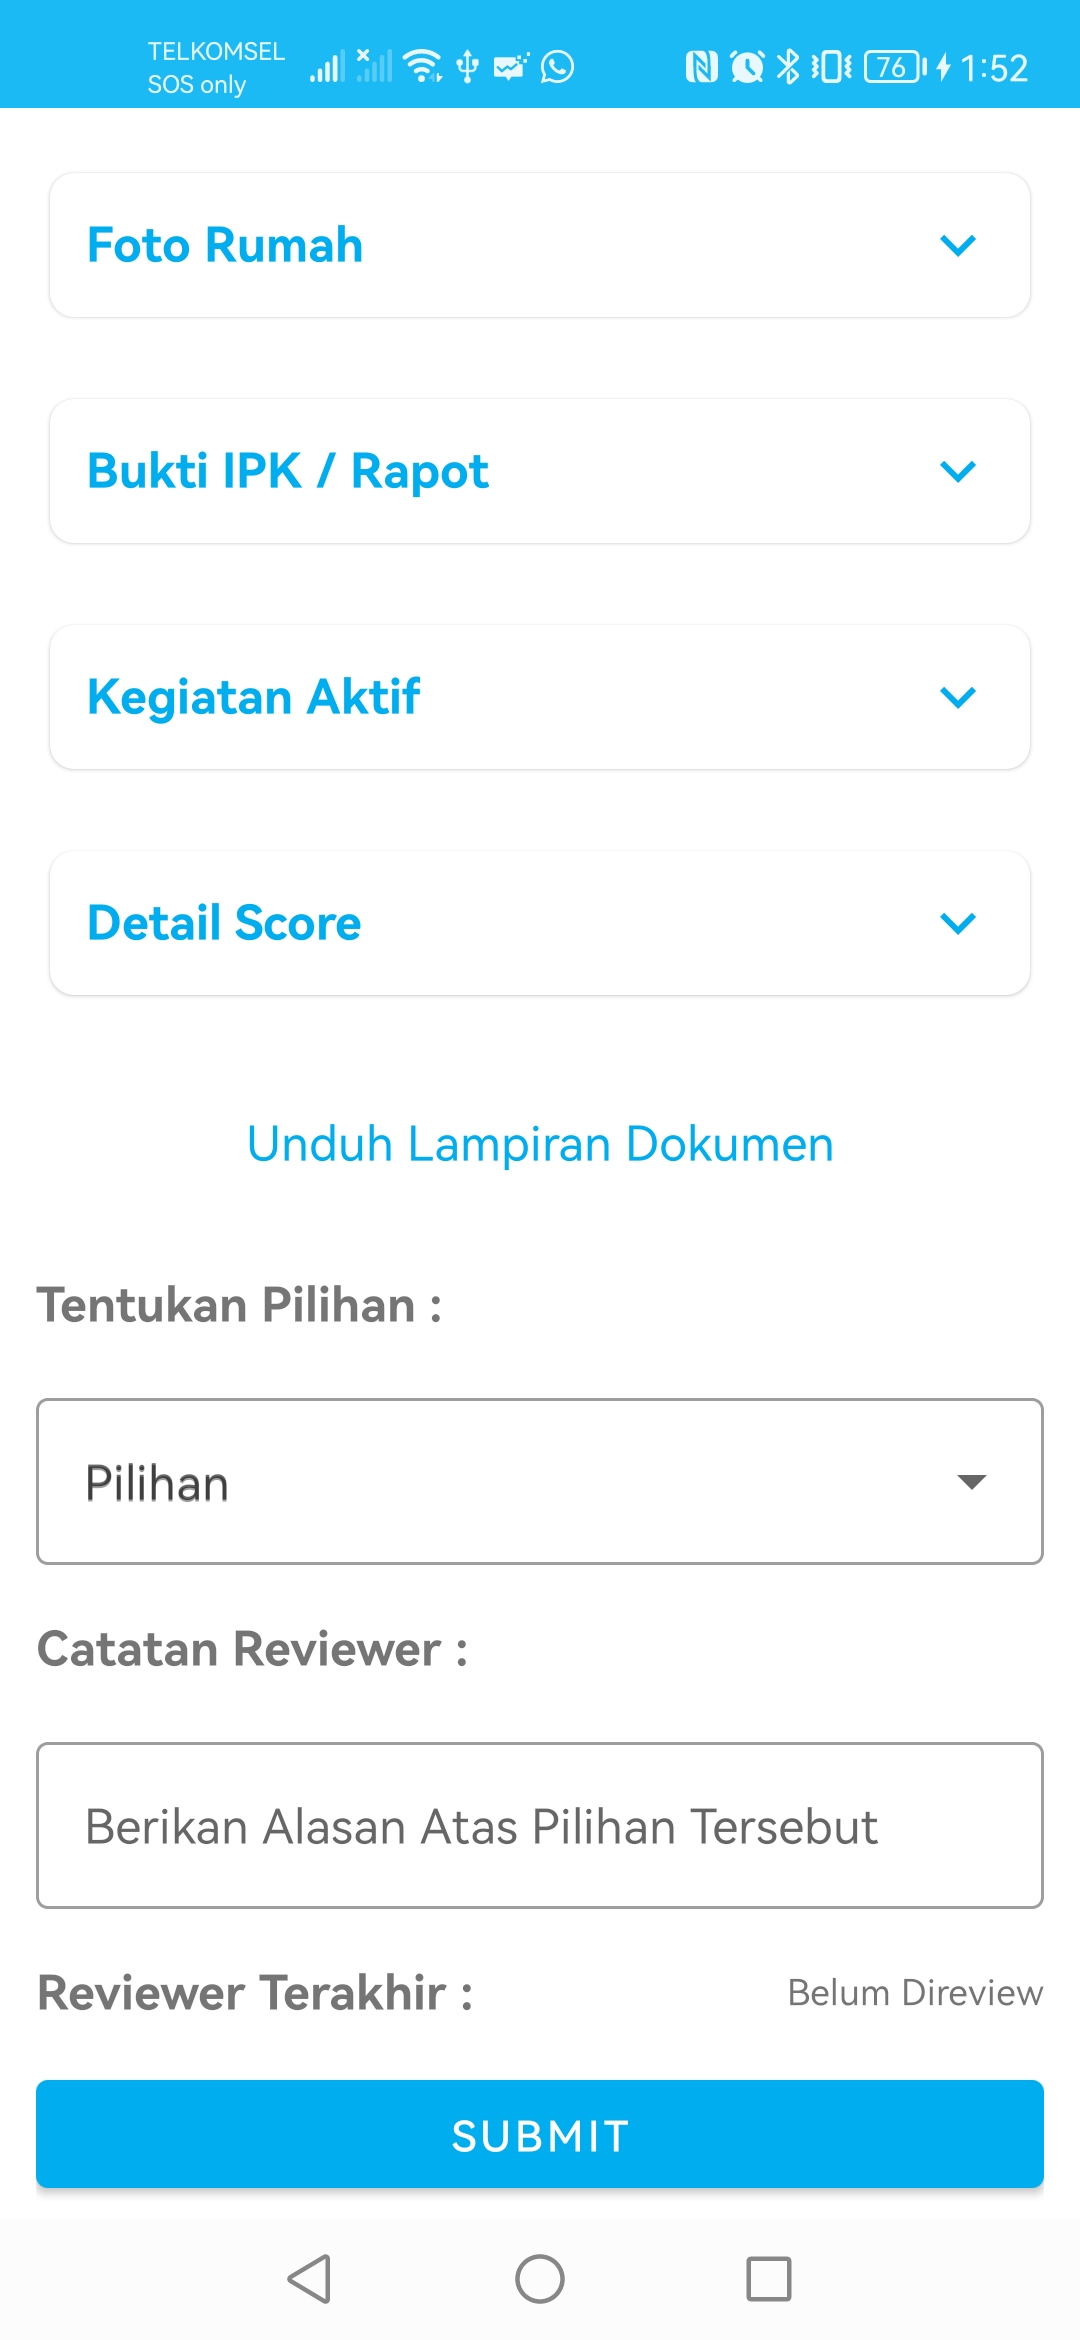 TELKOMSEL
SOS only
76
1:52
Foto Rumah
Bukti IPK / Rapot
Kegiatan Aktif
Detail Score
Unduh Lampiran Dokumen
Tentukan Pilihan :
Pilihan
Catatan Reviewer :
Berikan Alasan Atas Pilihan Tersebut
Reviewer Terakhir : Belum Direview
SUBMIT